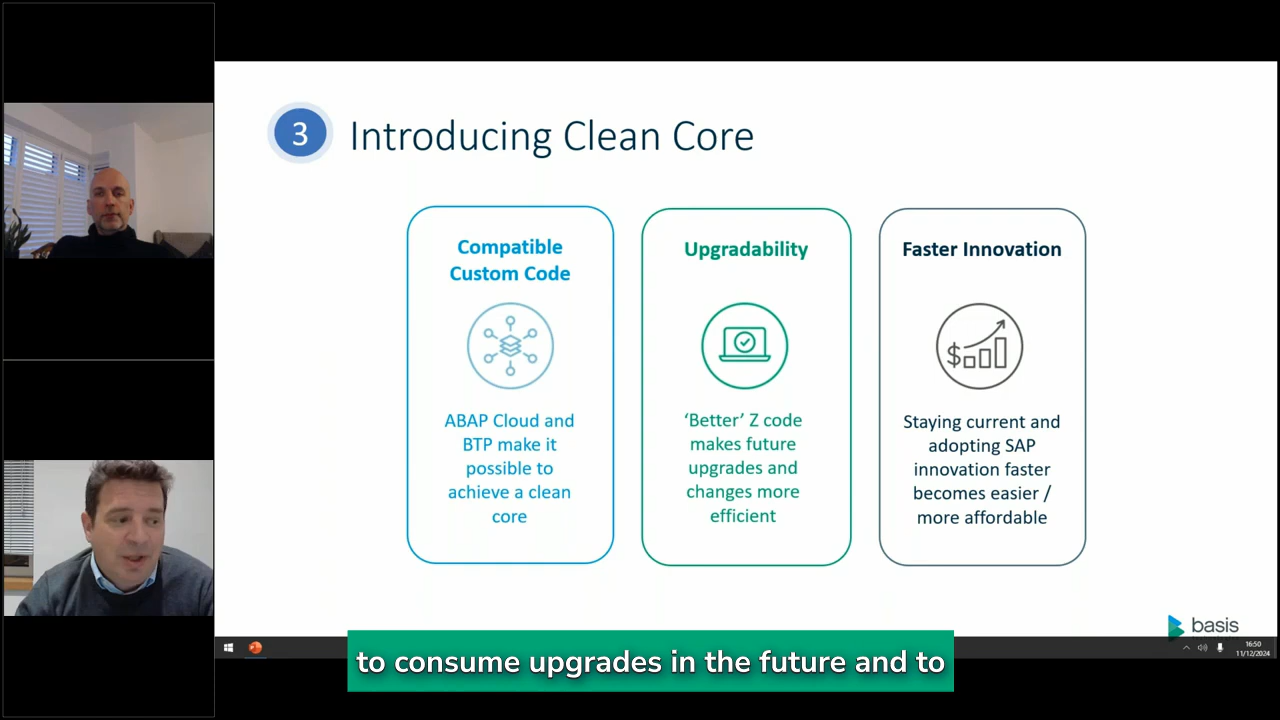 3
Introducing Clean Core
Compatible
Custom Code
ABAP Cloud and
BTP make it
possible to
achieve a clean
core
Upgradability
‘Better’ Z code
makes future
upgrades and
changes more
efficient
Faster Innovation
$
Staying current and
adopting SAP
innovation faster
becomes easier /
more affordable
basis
16:50
11/12/2024
to consume upgrades in the future and to